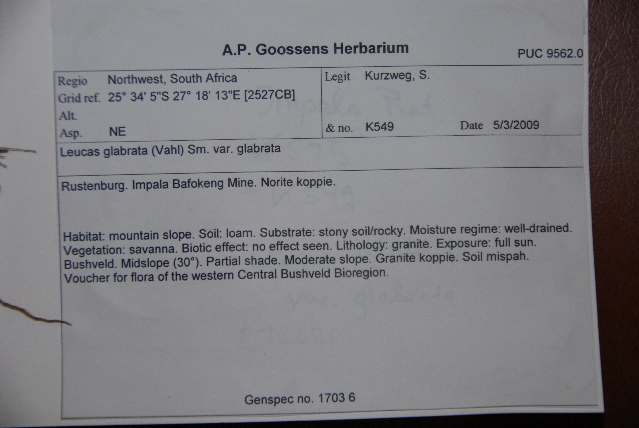 A.P. Goossens Herbarium
PUC 9562.0
Regio Northwest, South Africa
Legit Kurzweg, S.
Grid ref. 25° 34' 5"S 27° 18' 13"E [2527CB]
Alt.
Asp. NE
& no. K549 Date 5/3/2009
Leucas glabrata (Vahl) Sm. var. glabrata
Rustenburg. Impala Bafokeng Mine. Norite koppie.
Habitat: mountain slope. Soil: loam. Substrate: stony soil/rocky. Moisture regime: well-drained.
Vegetation: savanna. Biotic effect: no effect seen. Lithology: granite. Exposure: full sun.
Bushveld. Midslope (30°). Partial shade. Moderate slope. Granite koppie. Soil mispah.
Voucher for flora of the western Central Bushveld Bioregion.
Genspec no. 1703 6